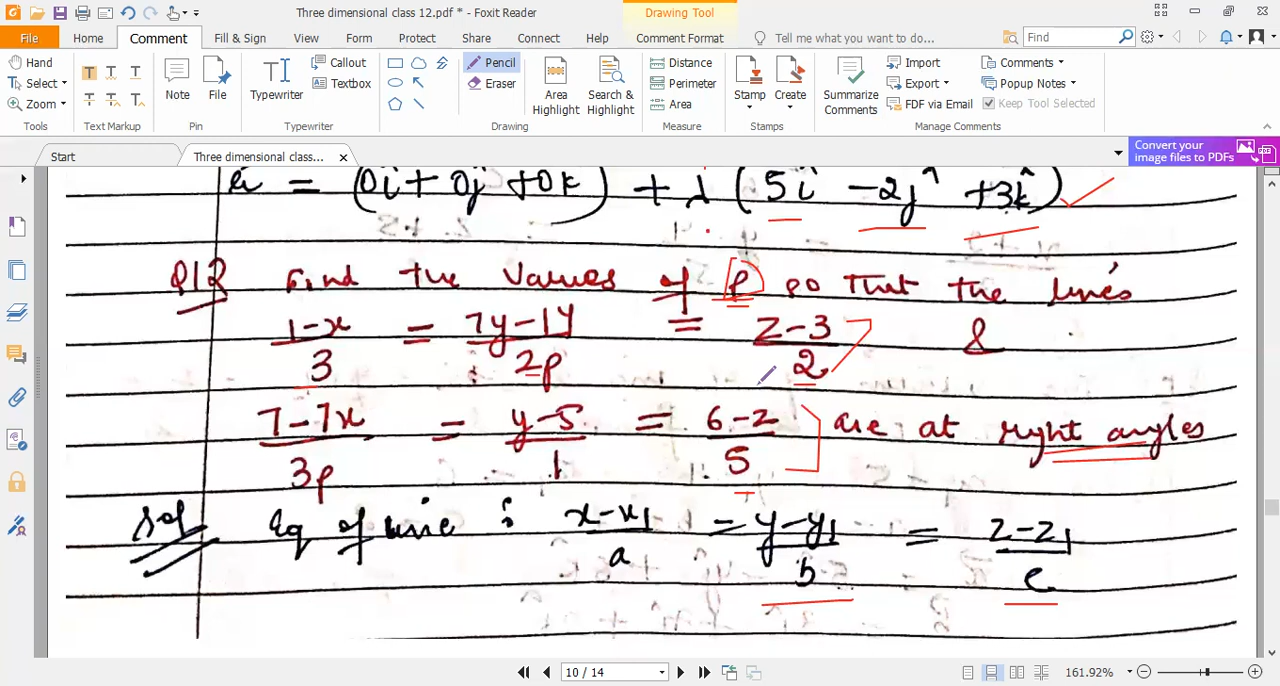 Three dimensional class 12.pdf * - Foxit Reader
Drawing Tool
File Home Comment Fill & Sign View Form Protect Share Connect Help Comment Format Tell me what you want to do... Find
Hand
Select
Zoom
Tools
Text Markup
Note
File
Pin
Typewriter
Callout
Textbox
Typewriter
Pencil
Eraser
Drawing
Area Highlight
Search & Highlight
Distance
Perimeter
Area
Measure
Stamp
Create
Stamps
Summarize Comments
Import
Export
FDF via Email
Comments
Popup Notes
Keep Tool Selected
Manage Comments
Start
Three dimensional class...
Convert your image files to PDFs
= (0i + 0j + 0k) + λ (5i - 2j + 3k)
Q12 Find the values of p so that the lines
1-x/3 = 7y-14/2p = z-3/2 &
7-7x/3p = y-5/1 = 6-z/5 are at right angles
Sol Eq of line : x-x1/a = y-y1/b = z-z1/c
10 / 14
161.92%